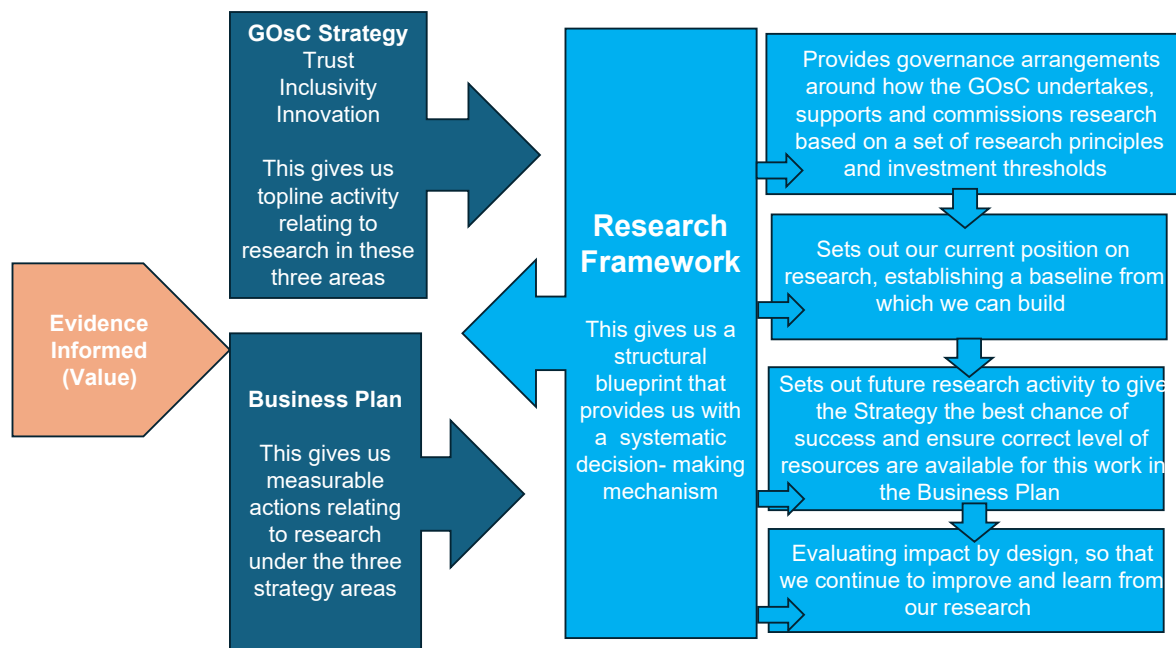 GOsC Strategy
Trust
Inclusivity
Innovation
This gives us
topline activity
relating to
research in these
three areas
Evidence
Informed
(Value)
Business Plan
This gives us
measurable
actions relating
to research
under the three
strategy areas
Research
Framework
This gives us a
structural
blueprint that
provides us with
a systematic
decision- making
mechanism
Provides governance arrangements
around how the GOsC undertakes,
supports and commissions research
based on a set of research principles
and investment thresholds
Sets out our current position on
research, establishing a baseline from
which we can build
Sets out future research activity to give
the Strategy the best chance of
success and ensure correct level of
resources are available for this work in
the Business Plan
Evaluating impact by design, so that
we continue to improve and learn from
our research